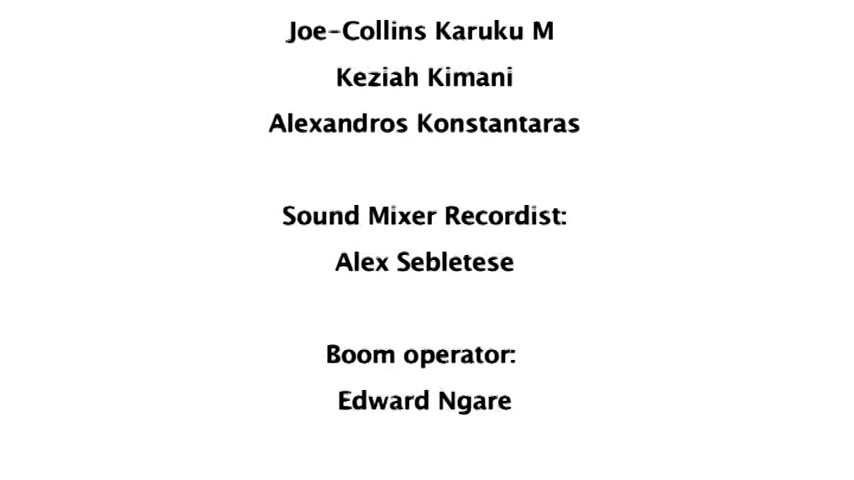 Joe-Collins Karuku M
Keziah Kimani
Alexandros Konstantaras
Sound Mixer Recordist:
Alex Sebletese
Boom operator:
Edward Ngare